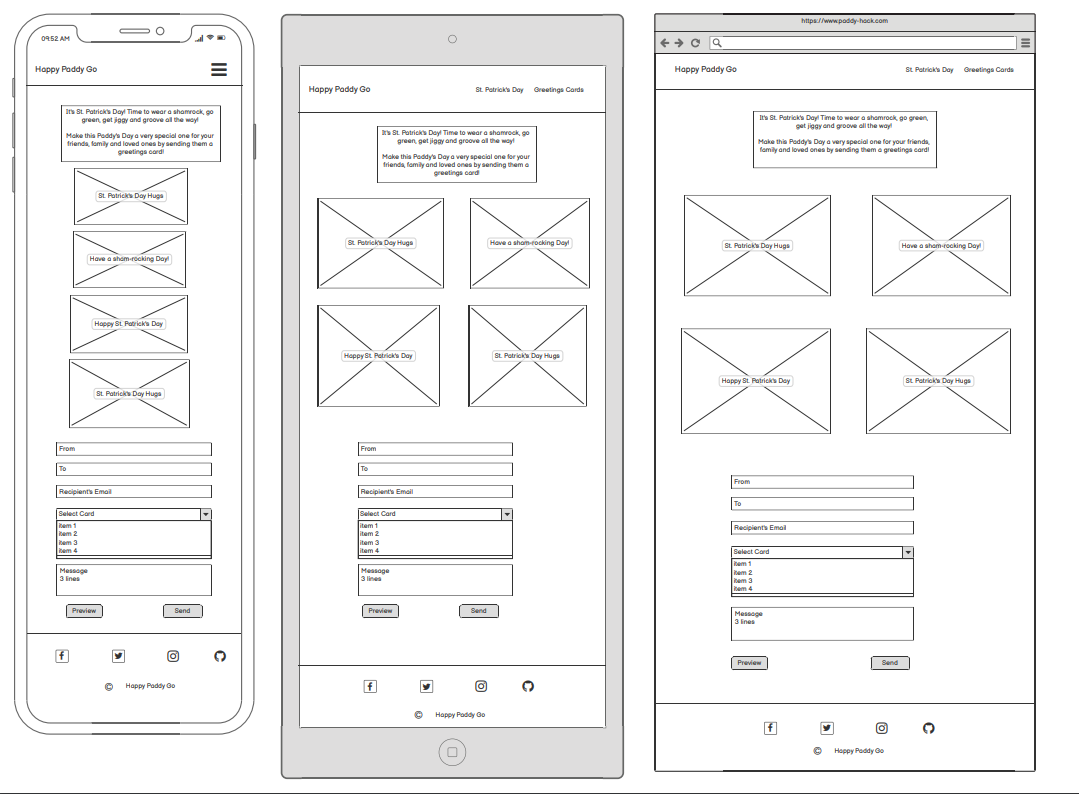 09:52 AM
Happy Paddy Go
It's St. Patrick's Day! Time to wear a shamrock, go
green, get jiggy and groove all the way!
Make this Paddy's Day a very special one for your
friends, family and loved ones by sending them a
greetings card!
St. Patrick's Day Hugs
Have a sham-rocking Day!
Happy St. Patrick's Day
St. Patrick's Day Hugs
From
To
Recipient's Email
Select Card
item 1
item 2
item 3
item 4
Message
3 lines
Preview Send
© Happy Paddy Go
Happy Paddy Go St. Patrick's Day Greetings Cards
It's St. Patrick's Day! Time to wear a shamrock, go
green, get jiggy and groove all the way!
Make this Paddy's Day a very special one for your
friends, family and loved ones by sending them a
greetings card!
St. Patrick's Day Hugs Have a sham-rocking Day!
Happy St. Patrick's Day St. Patrick's Day Hugs
From
To
Recipient's Email
Select Card
item 1
item 2
item 3
item 4
Message
3 lines
Preview Send
© Happy Paddy Go
https://www.paddy-hack.com
Happy Paddy Go St. Patrick's Day Greetings Cards
It's St. Patrick's Day! Time to wear a shamrock, go green,
get jiggy and groove all the way!
Make this Paddy's Day a very special one for your friends,
family and loved ones by sending them a greetings card!
St. Patrick's Day Hugs Have a sham-rocking Day!
Happy St. Patrick's Day St. Patrick's Day Hugs
From
To
Recipient's Email
Select Card
item 1
item 2
item 3
item 4
Message
3 lines
Preview Send
© Happy Paddy Go